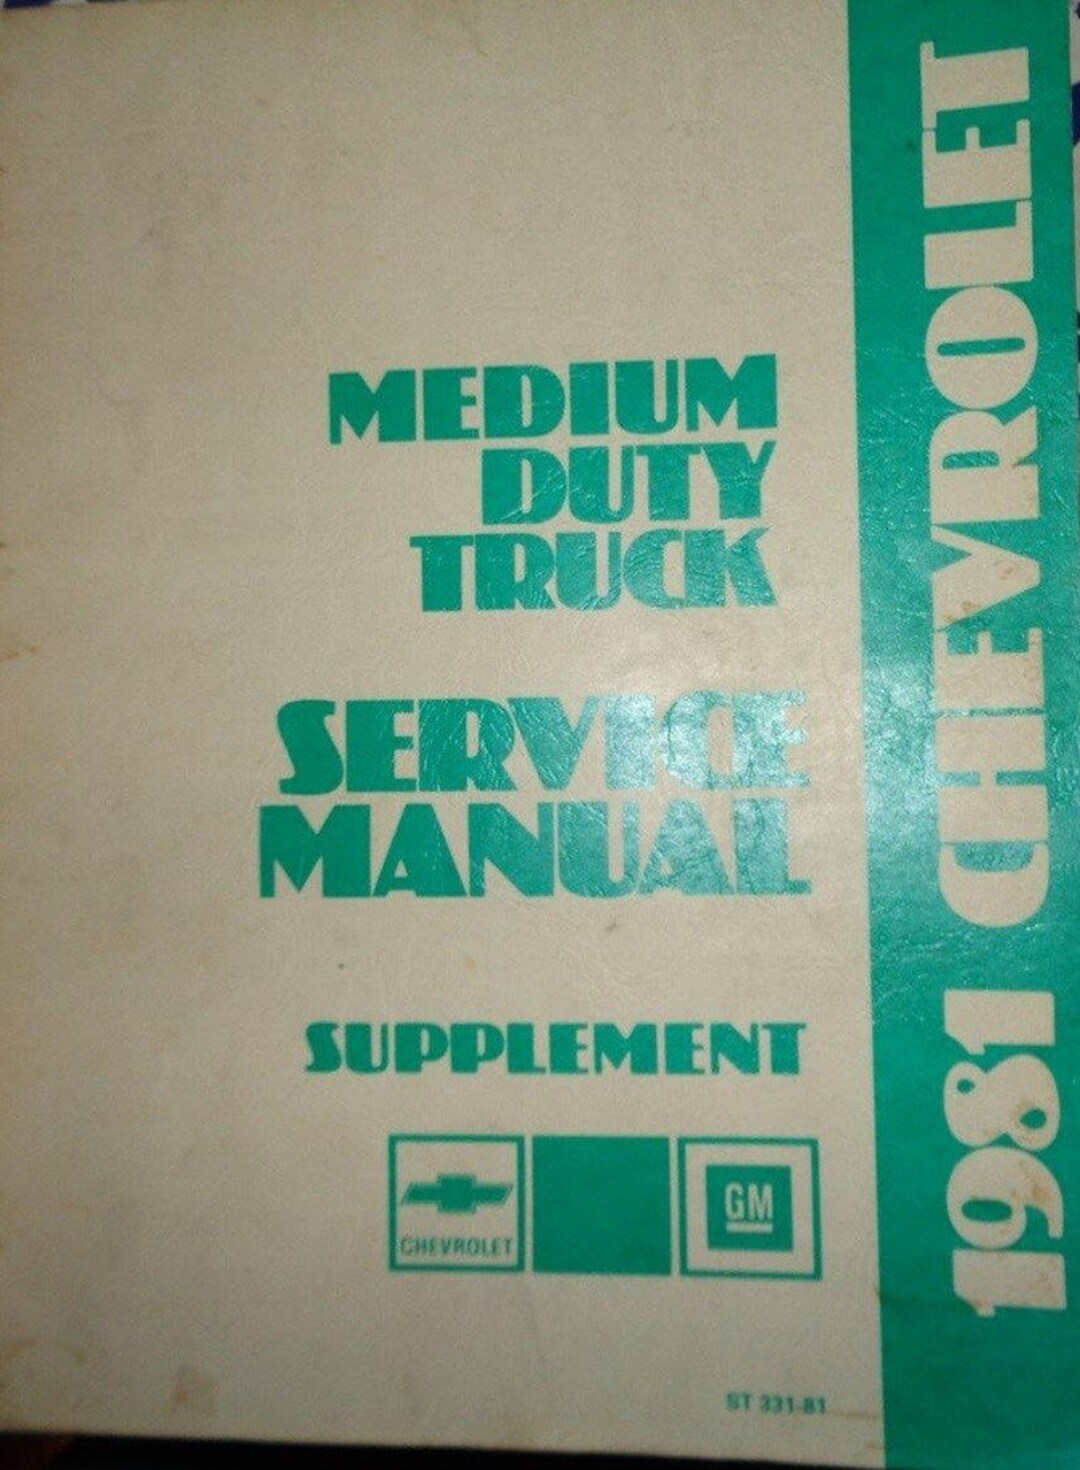 MEDIUM
DUTY
TRUCK
SERVICE
MANUAL
SUPPLEMENT
CHEVROLET
GM
ST 331-81
1981 CHEVROLET